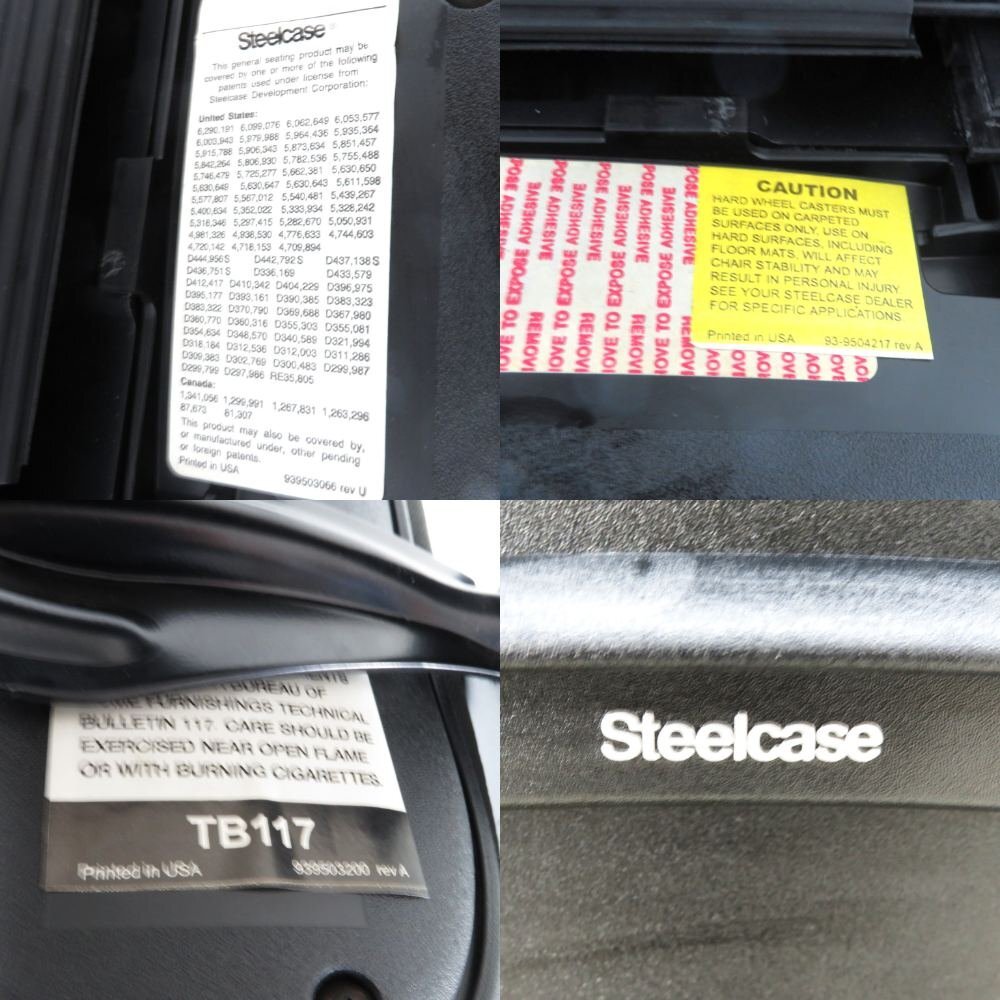 Steelcase®
This general seating product may be
covered by one or more of the following
patents used under license from
Steelcase Development Corporation:
United States:
6,290,191 6,099,076 6,062,649 6,053,577
6,003,943 5,979,988 5,964,436 5,935,364
5,915,788 5,906,343 5,873,634 5,851,457
5,842,264 5,806,930 5,782,536 5,755,488
5,746,479 5,725,277 5,662,381 5,630,650
5,630,649 5,630,647 5,630,643 5,611,598
5,577,807 5,567,012 5,540,481 5,439,267
5,400,634 5,352,022 5,333,934 5,328,242
5,318,346 5,297,415 5,282,670 5,050,931
4,981,326 4,938,530 4,776,633 4,744,603
4,720,142 4,718,153 4,709,894
D444,956 S D442,792 S D437,138 S
D436,751 S D336,169 D433,579
D412,417 D410,342 D404,229 D396,975
D395,177 D393,161 D390,385 D383,323
D383,322 D370,790 D369,688 D367,980
D360,770 D360,316 D355,303 D355,081
D354,634 D348,570 D340,589 D321,994
D318,184 D312,536 D312,003 D311,286
D309,383 D302,769 D300,483 D299,987
D299,799 D297,986 RE35,805
Canada:
1,341,056 1,299,991 1,267,831 1,263,296
87,673 81,307
This product may also be covered by,
or manufactured under, other pending
or foreign patents.
Printed in USA 939503066 rev U
POSE ADHESIVE POSE ADHESIVE POSE ADHESIVE
REMOVE TO EXPOSE ADHESIVE
CAUTION
HARD WHEEL CASTERS MUST
BE USED ON CARPETED
SURFACES ONLY, USE ON
HARD SURFACES, INCLUDING
FLOOR MATS, WILL AFFECT
CHAIR STABILITY AND MAY
RESULT IN PERSONAL INJURY
SEE YOUR STEELCASE DEALER
FOR SPECIFIC APPLICATIONS
Printed in USA 93-9504217 rev A
BUREAU OF
FURNISHINGS TECHNICAL
BULLETIN 117. CARE SHOULD BE
EXERCISED NEAR OPEN FLAME
OR WITH BURNING CIGARETTES.
TB117
Printed in USA 939503200 rev A
Steelcase